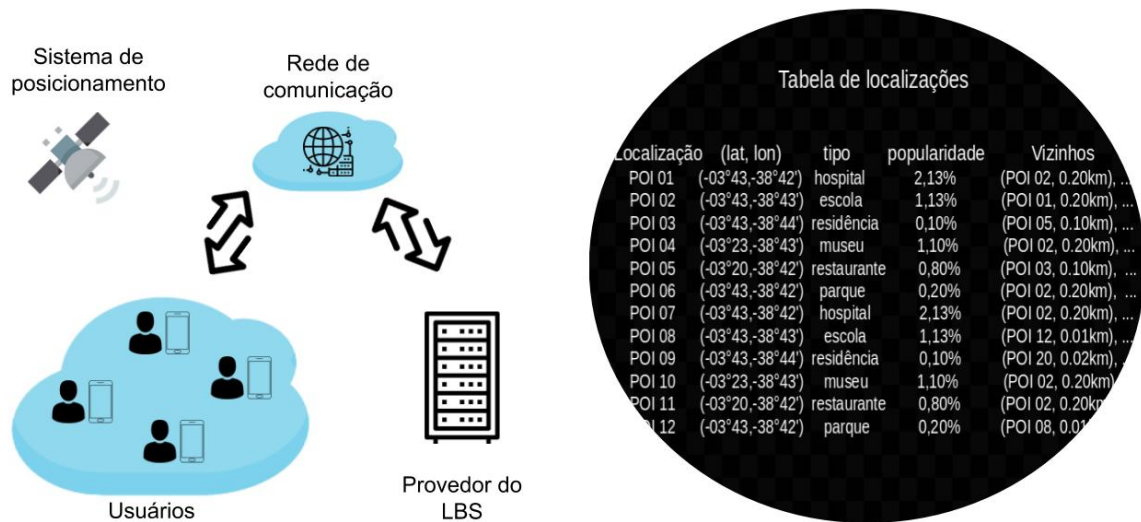 Sistema de
posicionamento
Rede de
comunicação
Usuários
Provedor do
LBS
Tabela de localizações
Localização (lat, lon) tipo popularidade Vizinhos
POI 01 (-03°43,-38°42') hospital 2,13% (POI 02, 0.20km), ...
POI 02 (-03°43,-38°43') escola 1,13% (POI 01, 0.20km), ...
POI 03 (-03°43,-38°44') residência 0,10% (POI 05, 0.10km), ...
POI 04 (-03°23,-38°43') museu 1,10% (POI 02, 0.20km), ...
POI 05 (-03°20,-38°42') restaurante 0,80% (POI 03, 0.10km), ...
POI 06 (-03°43,-38°42') parque 0,20% (POI 02, 0.20km), ...
POI 07 (-03°43,-38°42') hospital 2,13% (POI 02, 0.20km), ...
POI 08 (-03°43,-38°43') escola 1,13% (POI 12, 0.01km), ...
POI 09 (-03°43,-38°44') residência 0,10% (POI 20, 0.02km), ..
POI 10 (-03°23,-38°43') museu 1,10% (POI 02, 0.20km)
POI 11 (-03°20,-38°42') restaurante 0,80% (POI 02, 0.20km
12 (-03°43,-38°42') parque 0,20% (POI 08,